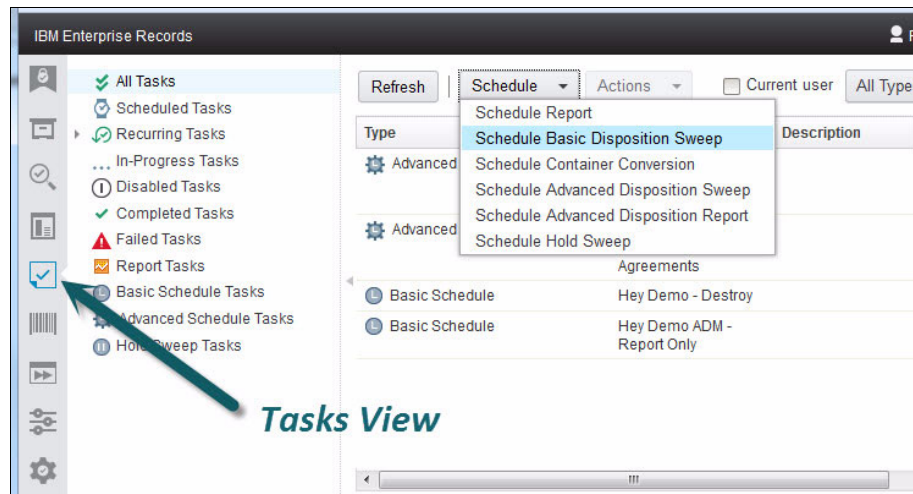 IBM Enterprise Records
All Tasks
Scheduled Tasks
Recurring Tasks
In-Progress Tasks
Disabled Tasks
Completed Tasks
Failed Tasks
Report Tasks
Basic Schedule Tasks
Advanced Schedule Tasks
Hold Sweep Tasks
Refresh Schedule Actions Current user All Type
Schedule Report
Schedule Basic Disposition Sweep
Schedule Container Conversion
Schedule Advanced Disposition Sweep
Schedule Advanced Disposition Report
Schedule Hold Sweep
Type Description
Advanced
Advanced
Agreements
Basic Schedule Hey Demo - Destroy
Basic Schedule Hey Demo ADM -
Report Only
Tasks View